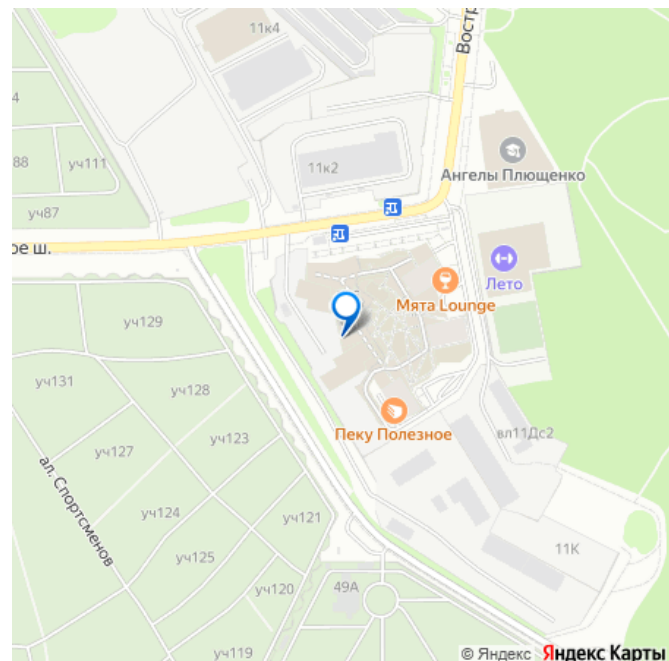 11к4
Востр
4
88
уч111
11к2
Ангелы Плющенко
уч87
ое ш.
Лето
Мята Lounge
уч129
уч131
уч128
Пеку Полезное
уч127
уч123
вл11Дс2
ал. Спортсменов
уч124
уч121
уч125
11К
уч120
49А
уч119
© Яндекс Яндекс Карты